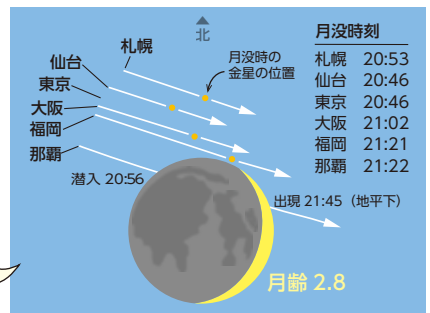 北
札幌
仙台
東京
大阪
福岡
那覇
月没時の
金星の位置
月没時刻
札幌 20:53
仙台 20:46
東京 20:46
大阪 21:02
福岡 21:21
那覇 21:22
潜入 20:56
出現 21:45（地平下）
月齢 2.8